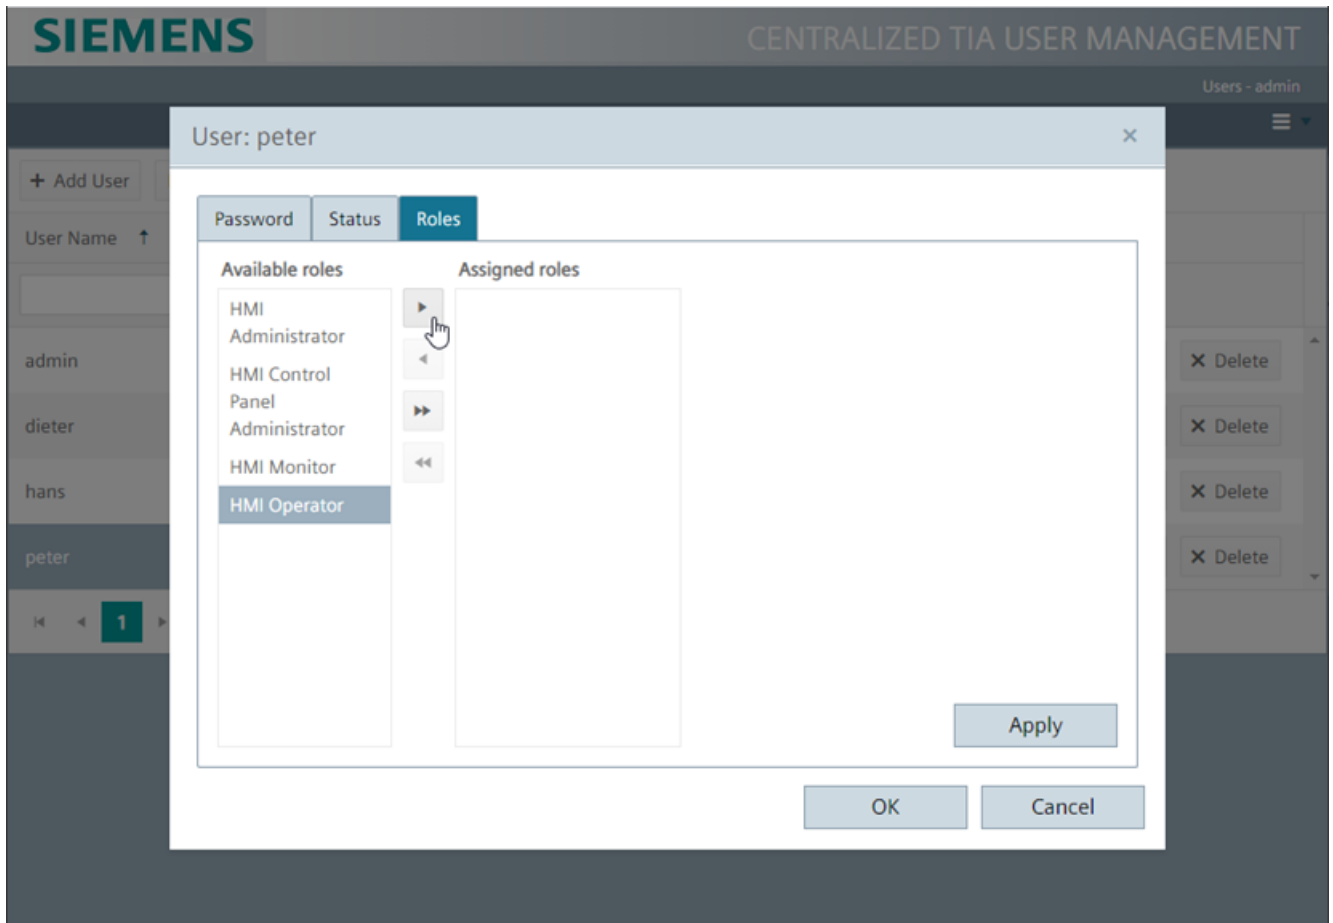 SIEMENS
CENTRALIZED TIA USER MANAGEMENT
Users - admin
User: peter
×
+ Add User
Password Status Roles
User Name
Available roles Assigned roles
HMI
Administrator
HMI Control
Panel
Administrator
HMI Monitor
HMI Operator
admin
× Delete
dieter
× Delete
hans
× Delete
peter
× Delete
1
Apply
OK Cancel